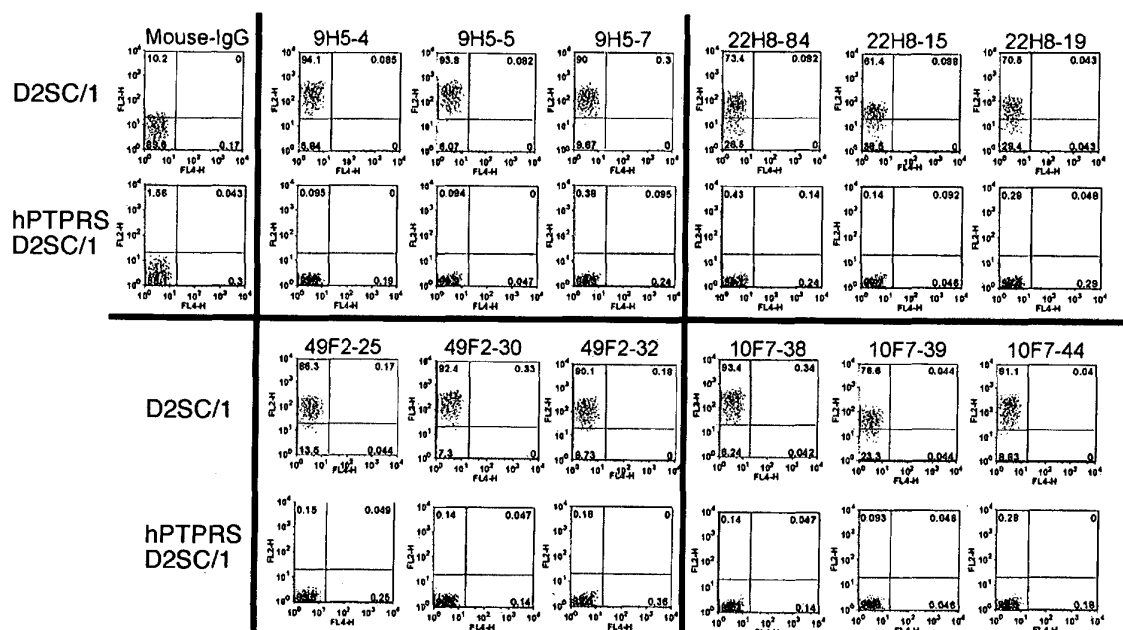 Mouse-IgG 9H5-4 9H5-5 9H5-7 22H8-84 22H8-15 22H8-19
D2SC/1
10.2 0 94.1 0.085 93.8 0.082 90 0.3 73.4 0.092 61.4 0.088 70.5 0.043
89.6 0.17 5.84 0 6.07 0 9.67 0 26.5 0 38.5 0 29.4 0.043
hPTPRS
D2SC/1
1.56 0.043 0.095 0 0.094 0 0.38 0.095 0.43 0.14 0.14 0.092 0.29 0.048
0.3 0.19 0.047 0.24 0.24 0.046 0.29
49F2-25 49F2-30 49F2-32 10F7-38 10F7-39 10F7-44
D2SC/1
86.3 0.17 92.4 0.33 90.1 0.18 93.4 0.34 76.6 0.044 91.1 0.04
13.5 0.044 7.3 0 9.73 0 6.24 0.042 23.3 0.044 8.83 0
hPTPRS
D2SC/1
0.15 0.049 0.14 0.047 0.18 0 0.14 0.047 0.093 0.046 0.28 0
0.25 0.14 0.36 0.14 0.046 0.18
FL2-H
FL4-H
10⁰ 10¹ 10² 10³ 10⁴